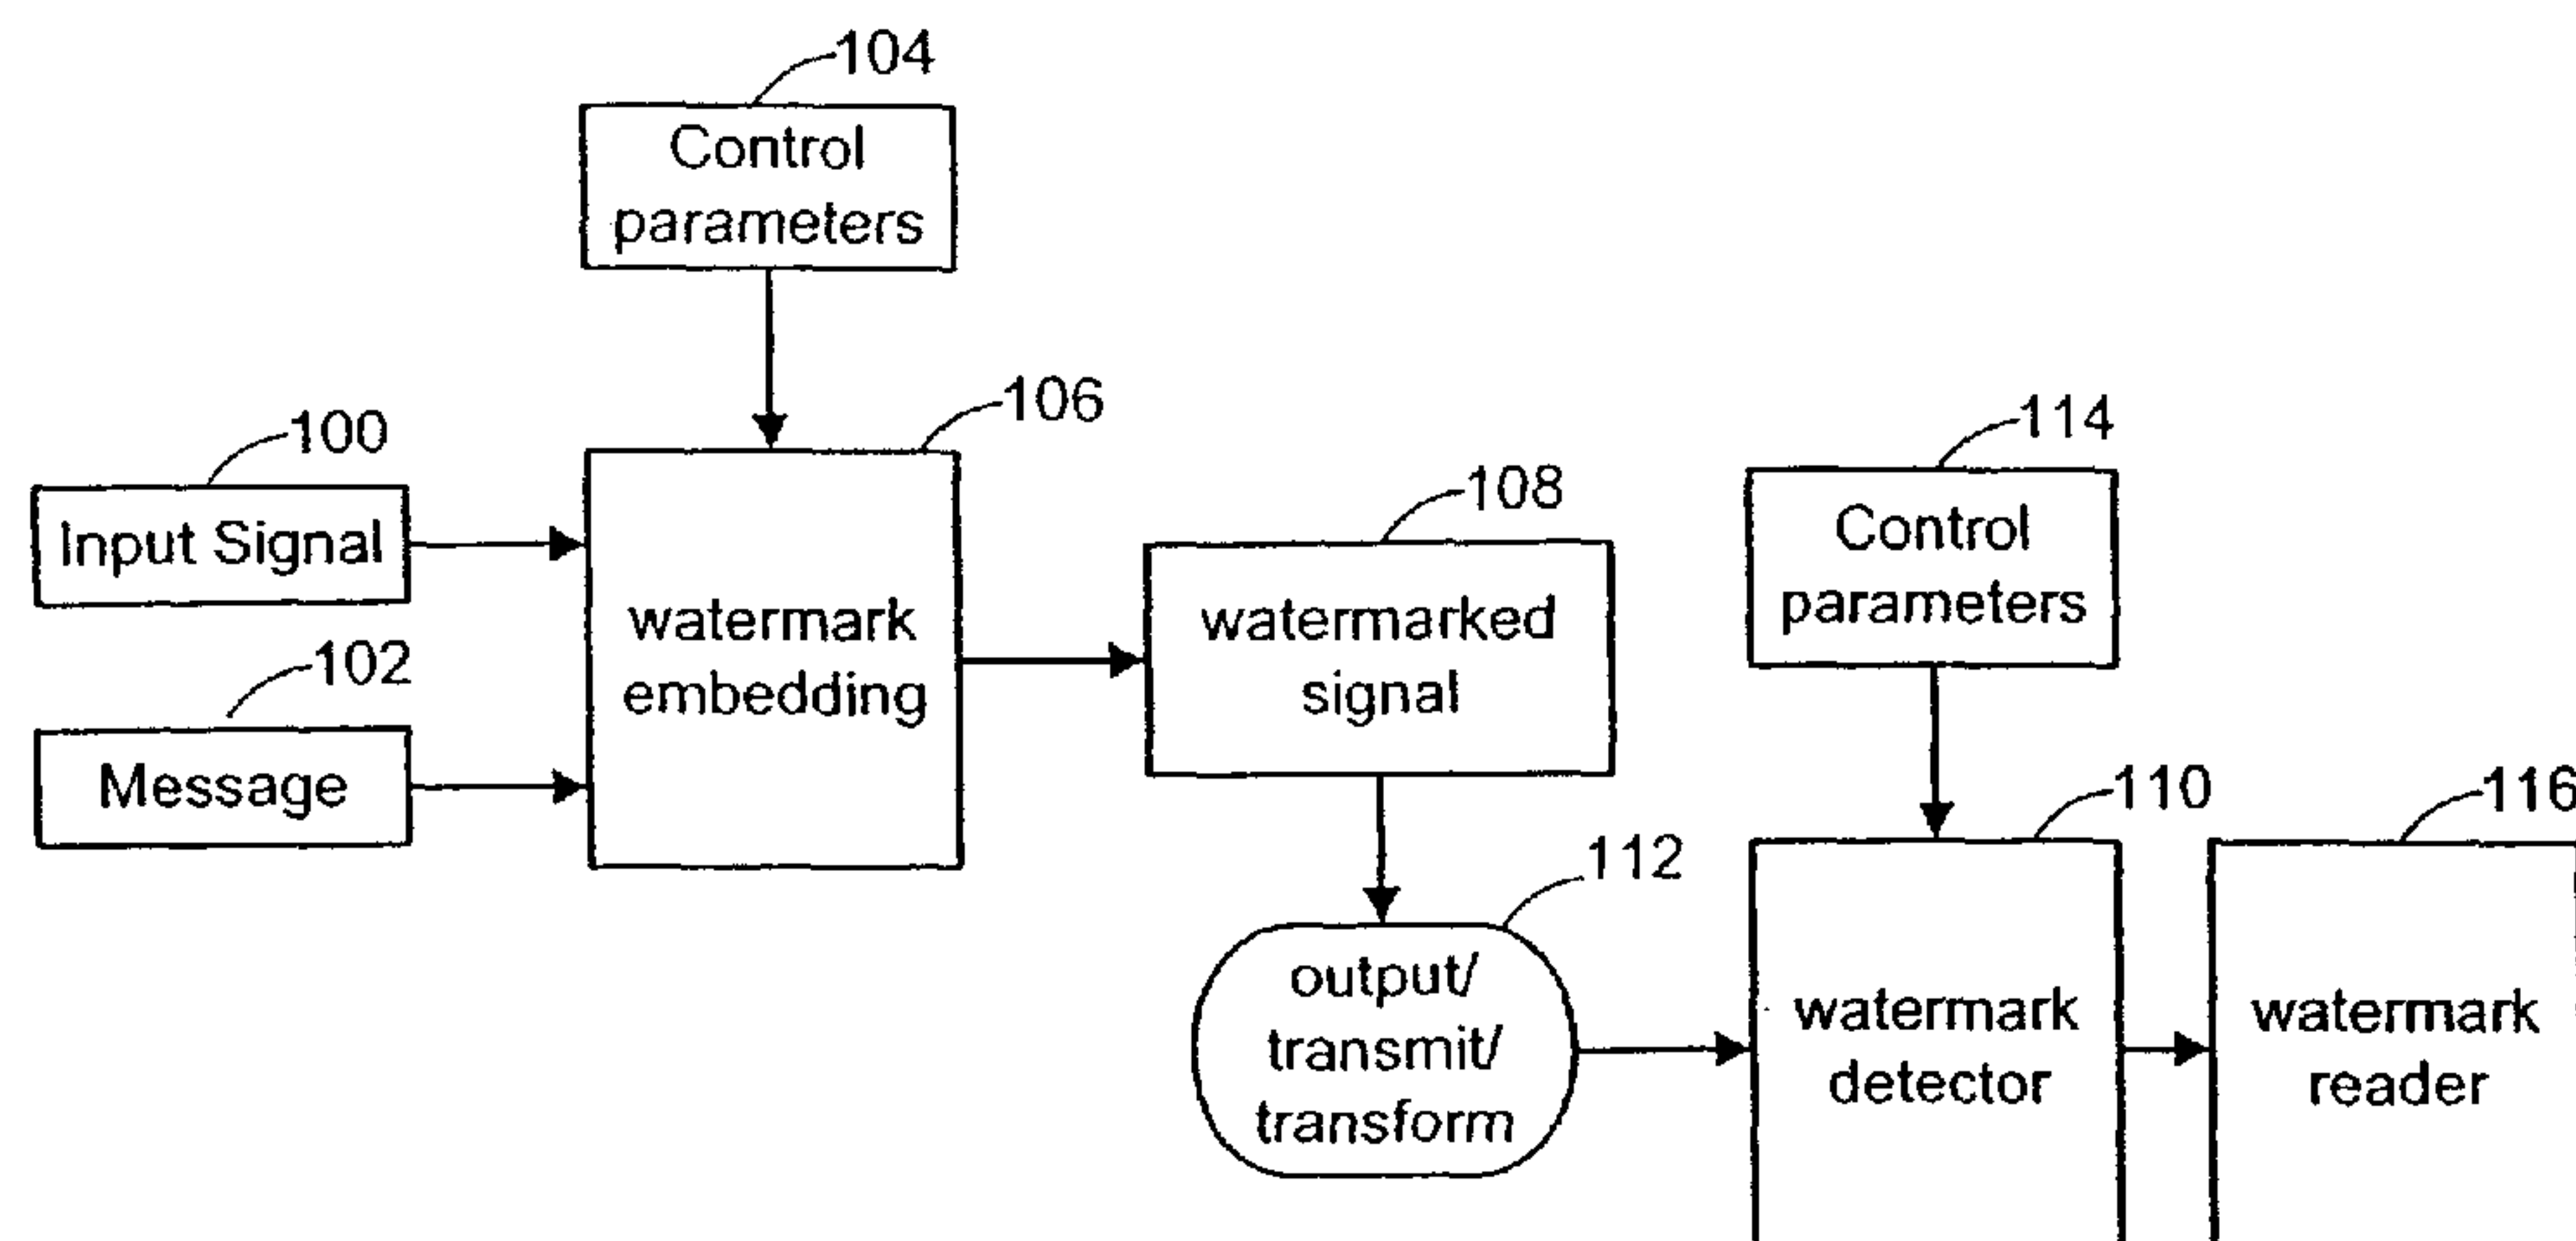 104
Control
parameters
106
100
Input Signal
102
Message
watermark
embedding
108
watermarked
signal
114
Control
parameters
112
output/
transmit/
transform
110
watermark
detector
116
watermark
reader